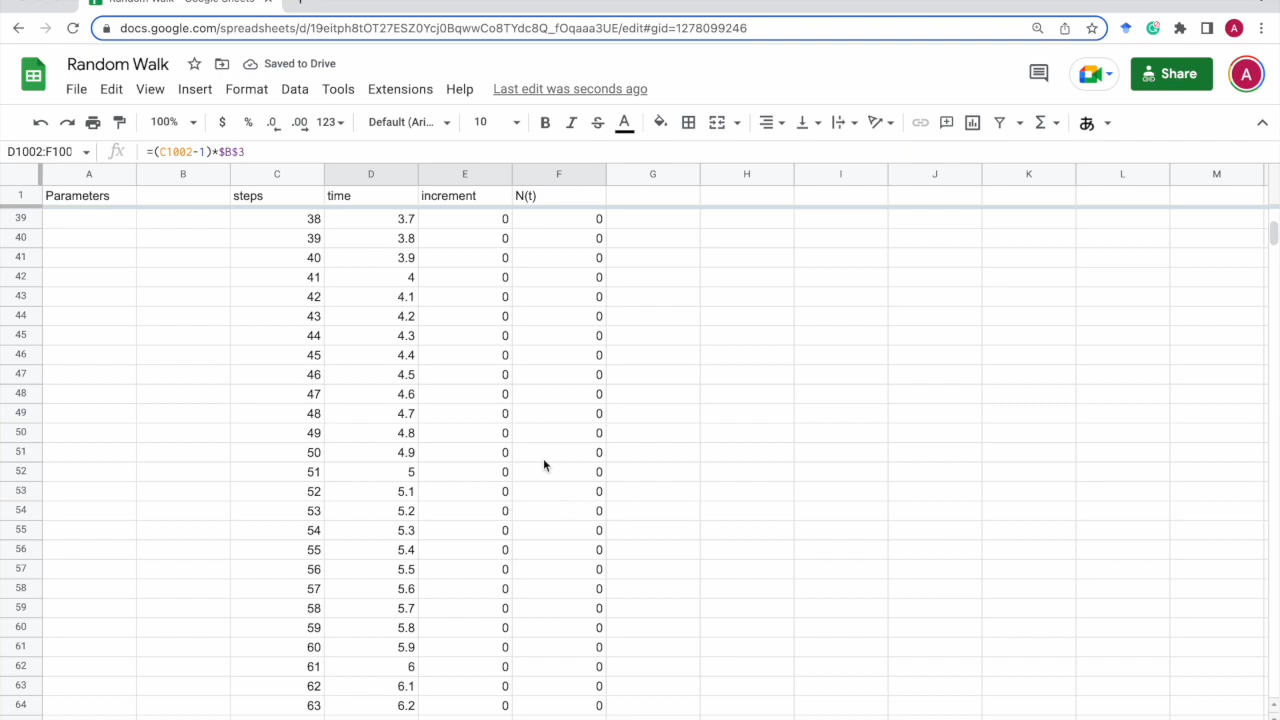 Random Walk - Google Sheets
docs.google.com/spreadsheets/d/19eitph8tOT27ESZ0Ycj0BqwwCo8TYdc8Q_fOqaaa3UE/edit#gid=1278099246
A
Random Walk
Saved to Drive
File Edit View Insert Format Data Tools Extensions Help Last edit was seconds ago
Share
A
100% $ % .0 .00 123 Default (Ari... 10 B I S A Σ あ
D1002:F100 fx =(C1002-1)*$B$3
A B C D E F G H I J K L M
1 Parameters steps time increment N(t)
39 38 3.7 0 0
40 39 3.8 0 0
41 40 3.9 0 0
42 41 4 0 0
43 42 4.1 0 0
44 43 4.2 0 0
45 44 4.3 0 0
46 45 4.4 0 0
47 46 4.5 0 0
48 47 4.6 0 0
49 48 4.7 0 0
50 49 4.8 0 0
51 50 4.9 0 0
52 51 5 0 0
53 52 5.1 0 0
54 53 5.2 0 0
55 54 5.3 0 0
56 55 5.4 0 0
57 56 5.5 0 0
58 57 5.6 0 0
59 58 5.7 0 0
60 59 5.8 0 0
61 60 5.9 0 0
62 61 6 0 0
63 62 6.1 0 0
64 63 6.2 0 0